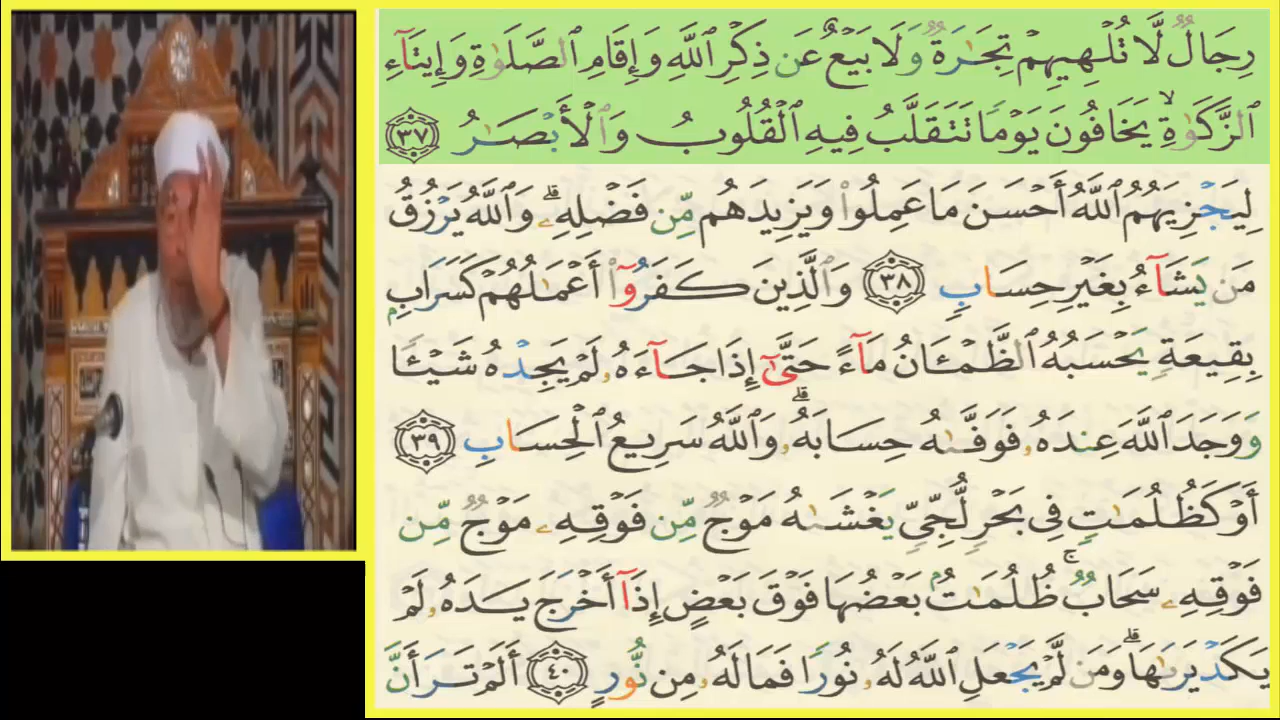 رِجَالٌ لَّا تُلْهِيهِمْ تِجَـٰرَةٌ وَلَا بَيْعٌ عَن ذِكْرِ ٱللَّهِ وَإِقَامِ ٱلصَّلَوٰةِ وَإِيتَآءِ
ٱلزَّكَوٰةِ ۙ يَخَافُونَ يَوْمًا تَتَقَلَّبُ فِيهِ ٱلْقُلُوبُ وَٱلْأَبْصَـٰرُ ٣٧
لِيَجْزِيَهُمُ ٱللَّهُ أَحْسَنَ مَا عَمِلُوا۟ وَيَزِيدَهُم مِّن فَضْلِهِۦ ۗ وَٱللَّهُ يَرْزُقُ
مَن يَشَآءُ بِغَيْرِ حِسَابٍ ٣٨ وَٱلَّذِينَ كَفَرُوٓا۟ أَعْمَـٰلُهُمْ كَسَرَابٍۭ
بِقِيعَةٍ يَحْسَبُهُ ٱلظَّمْـَٔانُ مَآءً حَتَّىٰٓ إِذَا جَآءَهُۥ لَمْ يَجِدْهُ شَيْـًٔا
وَوَجَدَ ٱللَّهَ عِندَهُۥ فَوَفَّىٰهُ حِسَابَهُۥ ۗ وَٱللَّهُ سَرِيعُ ٱلْحِسَابِ ٣٩
أَوْ كَظُلُمَـٰتٍ فِى بَحْرٍ لُّجِّىٍّ يَغْشَىٰهُ مَوْجٌ مِّن فَوْقِهِۦ مَوْجٌ مِّن
فَوْقِهِۦ سَحَابٌ ۚ ظُلُمَـٰتٌۢ بَعْضُهَا فَوْقَ بَعْضٍ إِذَآ أَخْرَجَ يَدَهُۥ لَمْ
يَكَدْ يَرَىٰهَا ۗ وَمَن لَّمْ يَجْعَلِ ٱللَّهُ لَهُۥ نُورًا فَمَا لَهُۥ مِن نُّورٍ ٤٠ أَلَمْ تَرَ أَنَّ